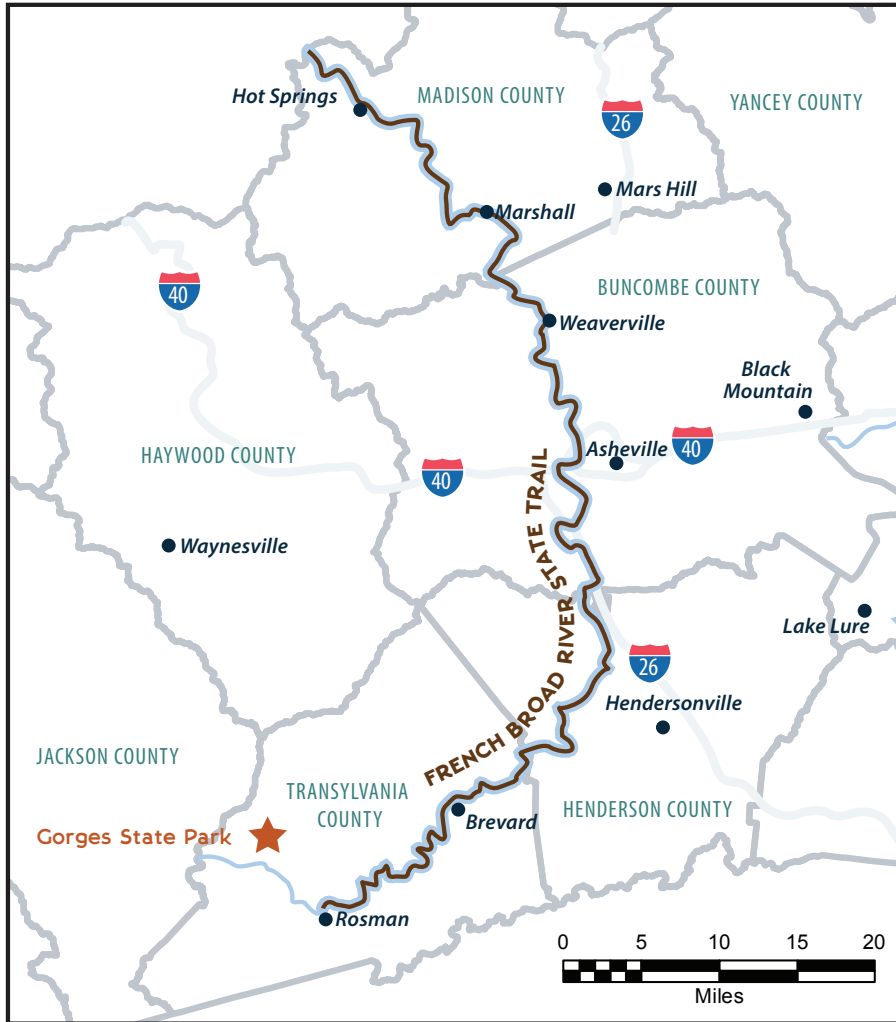 Hot Springs
MADISON COUNTY
26
YANCEY COUNTY
Mars Hill
Marshall
40
BUNCOMBE COUNTY
Weaverville
Black
Mountain
HAYWOOD COUNTY
40
Asheville
40
Waynesville
FRENCH BROAD RIVER STATE TRAIL
Lake Lure
26
Hendersonville
JACKSON COUNTY
TRANSYLVANIA
COUNTY
Brevard
HENDERSON COUNTY
Gorges State Park
Rosman
0 5 10 15 20
Miles